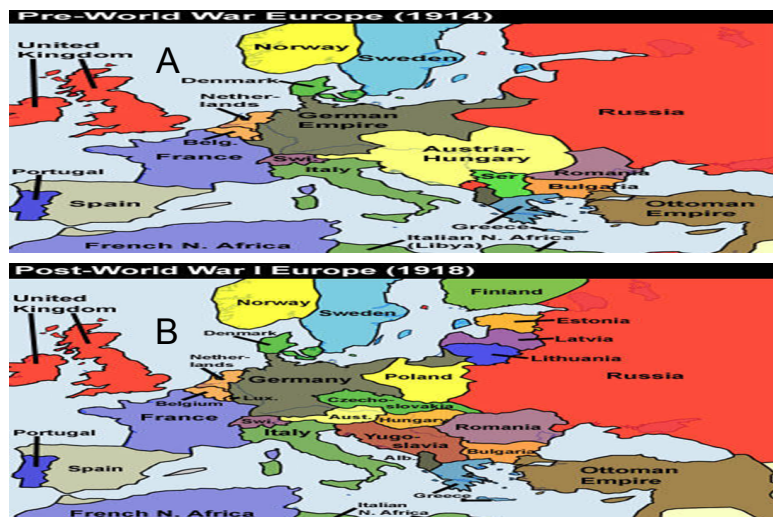 Pre-World War Europe (1914)
United
Kingdom
A
Norway
Sweden
Denmark
Nether-
lands
German
Empire
Russia
Belg.
Austria-
Hungary
France
Swi.
Portugal
Italy
Ser
Romania
Bulgaria
Spain
Ottoman
Empire
Greece
French N. Africa
Italian N. Africa
(Libya)
Post-World War I Europe (1918)
United
Kingdom
B
Norway
Sweden
Finland
Denmark
Estonia
Latvia
Lithuania
Nether-
lands
Germany
Poland
Russia
Belgium
Lux.
Czecho-
slovakia
France
Aust.
Hungary
Swi.
Romania
Portugal
Italy
Yugo-
slavia
Bulgaria
Alb.
Spain
Ottoman
Empire
Greece
French N. Africa
Italian
N. Africa